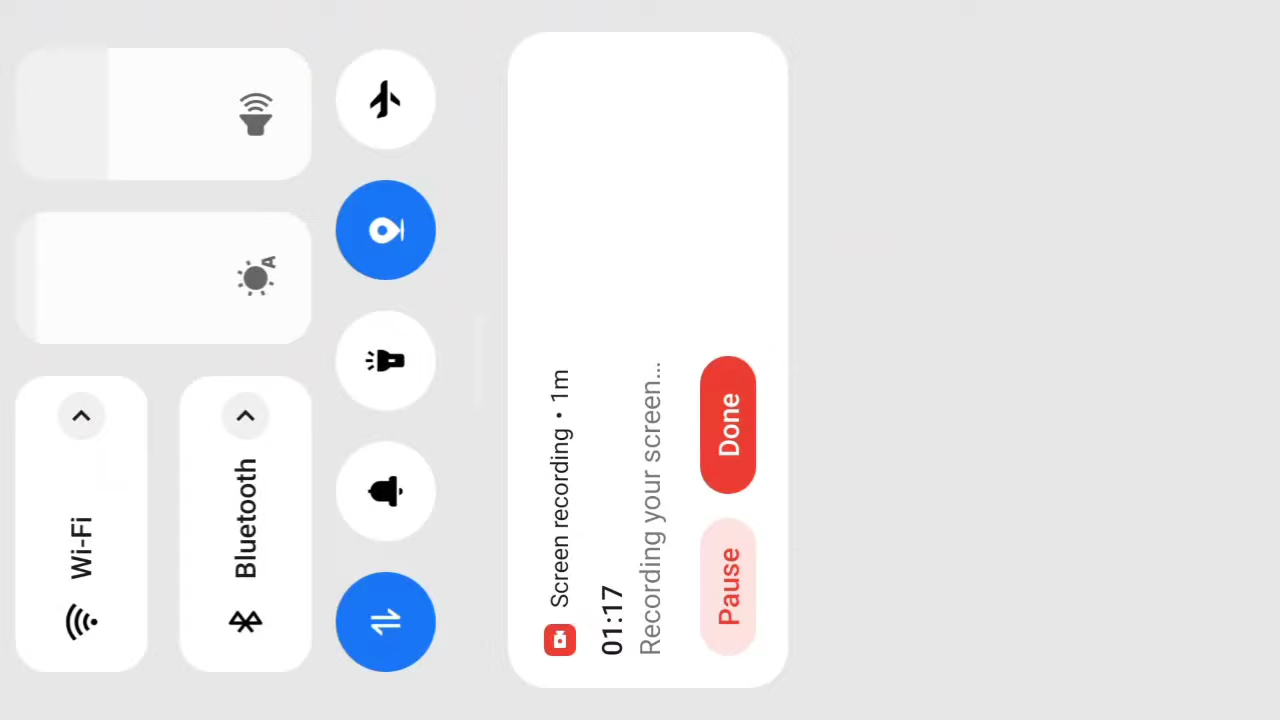 Wi-Fi
Bluetooth
A
Screen recording • 1m
01:17
Recording your screen...
Pause
Done